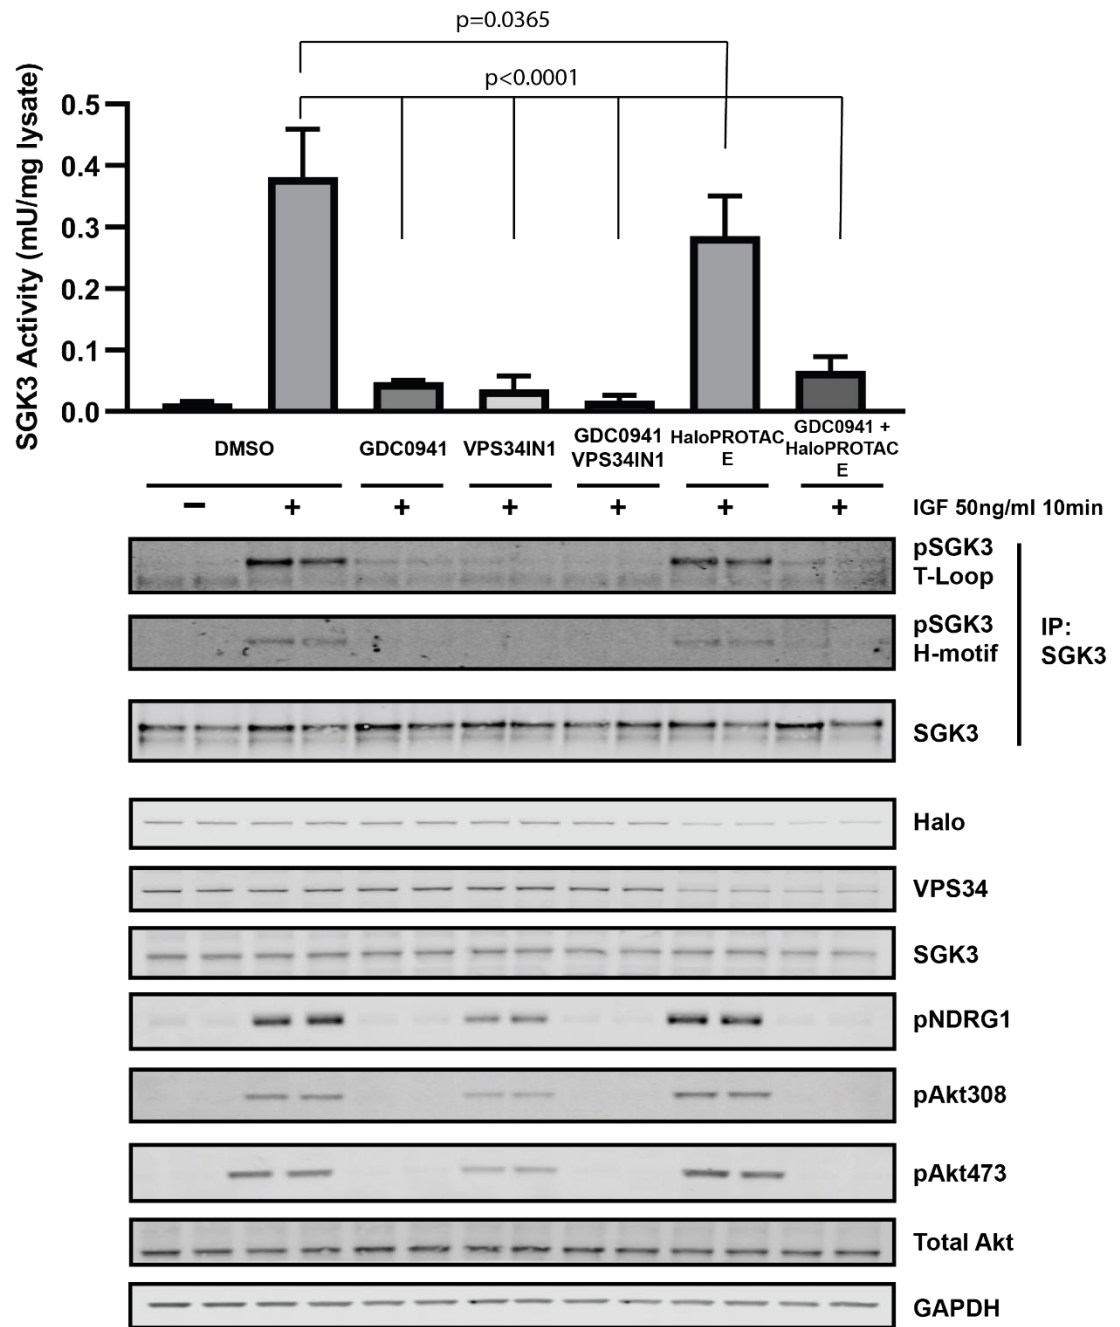 p=0.0365
p<0.0001
SGK3 Activity (mU/mg lysate)
0.5
0.4
0.3
0.2
0.1
0.0
DMSO
GDC0941
VPS34IN1
GDC0941
VPS34IN1
HaloPROTAC
E
GDC0941 +
HaloPROTAC
E
− + + + + + + IGF 50ng/ml 10min
pSGK3
T-Loop
pSGK3
H-motif
SGK3
IP:
SGK3
Halo
VPS34
SGK3
pNDRG1
pAkt308
pAkt473
Total Akt
GAPDH